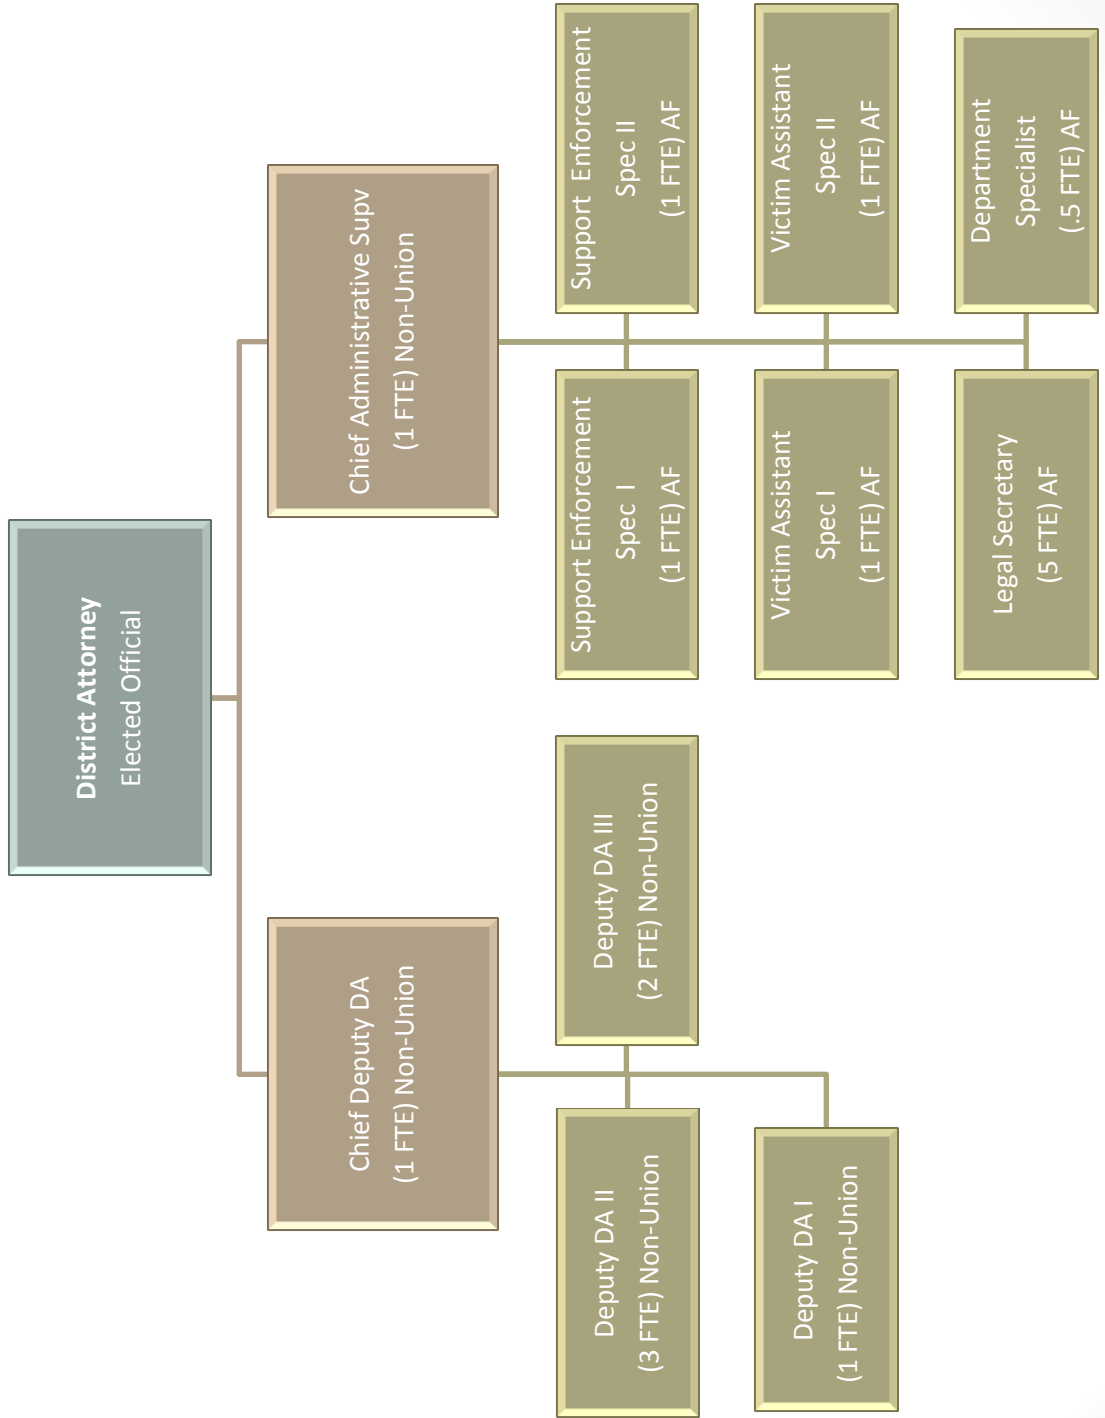 District Attorney
Elected Official
Chief Deputy DA
(1 FTE) Non-Union
Chief Administrative Supv
(1 FTE) Non-Union
Deputy DA II
(3 FTE) Non-Union
Deputy DA III
(2 FTE) Non-Union
Deputy DA I
(1 FTE) Non-Union
Support Enforcement
Spec I
(1 FTE) AF
Support Enforcement
Spec II
(1 FTE) AF
Victim Assistant
Spec I
(1 FTE) AF
Victim Assistant
Spec II
(1 FTE) AF
Legal Secretary
(5 FTE) AF
Department
Specialist
(.5 FTE) AF